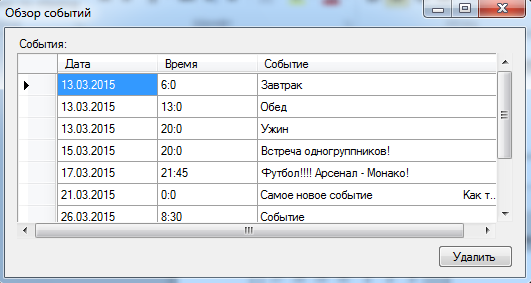 Обзор событий
События:
Дата Время Событие
13.03.2015 6:0 Завтрак
13.03.2015 13:0 Обед
13.03.2015 20:0 Ужин
15.03.2015 20:0 Встреча одногруппников!
17.03.2015 21:45 Футбол!!!! Арсенал - Монако!
21.03.2015 0:0 Самое новое событие Как т...
26.03.2015 8:30 Событие
Удалить